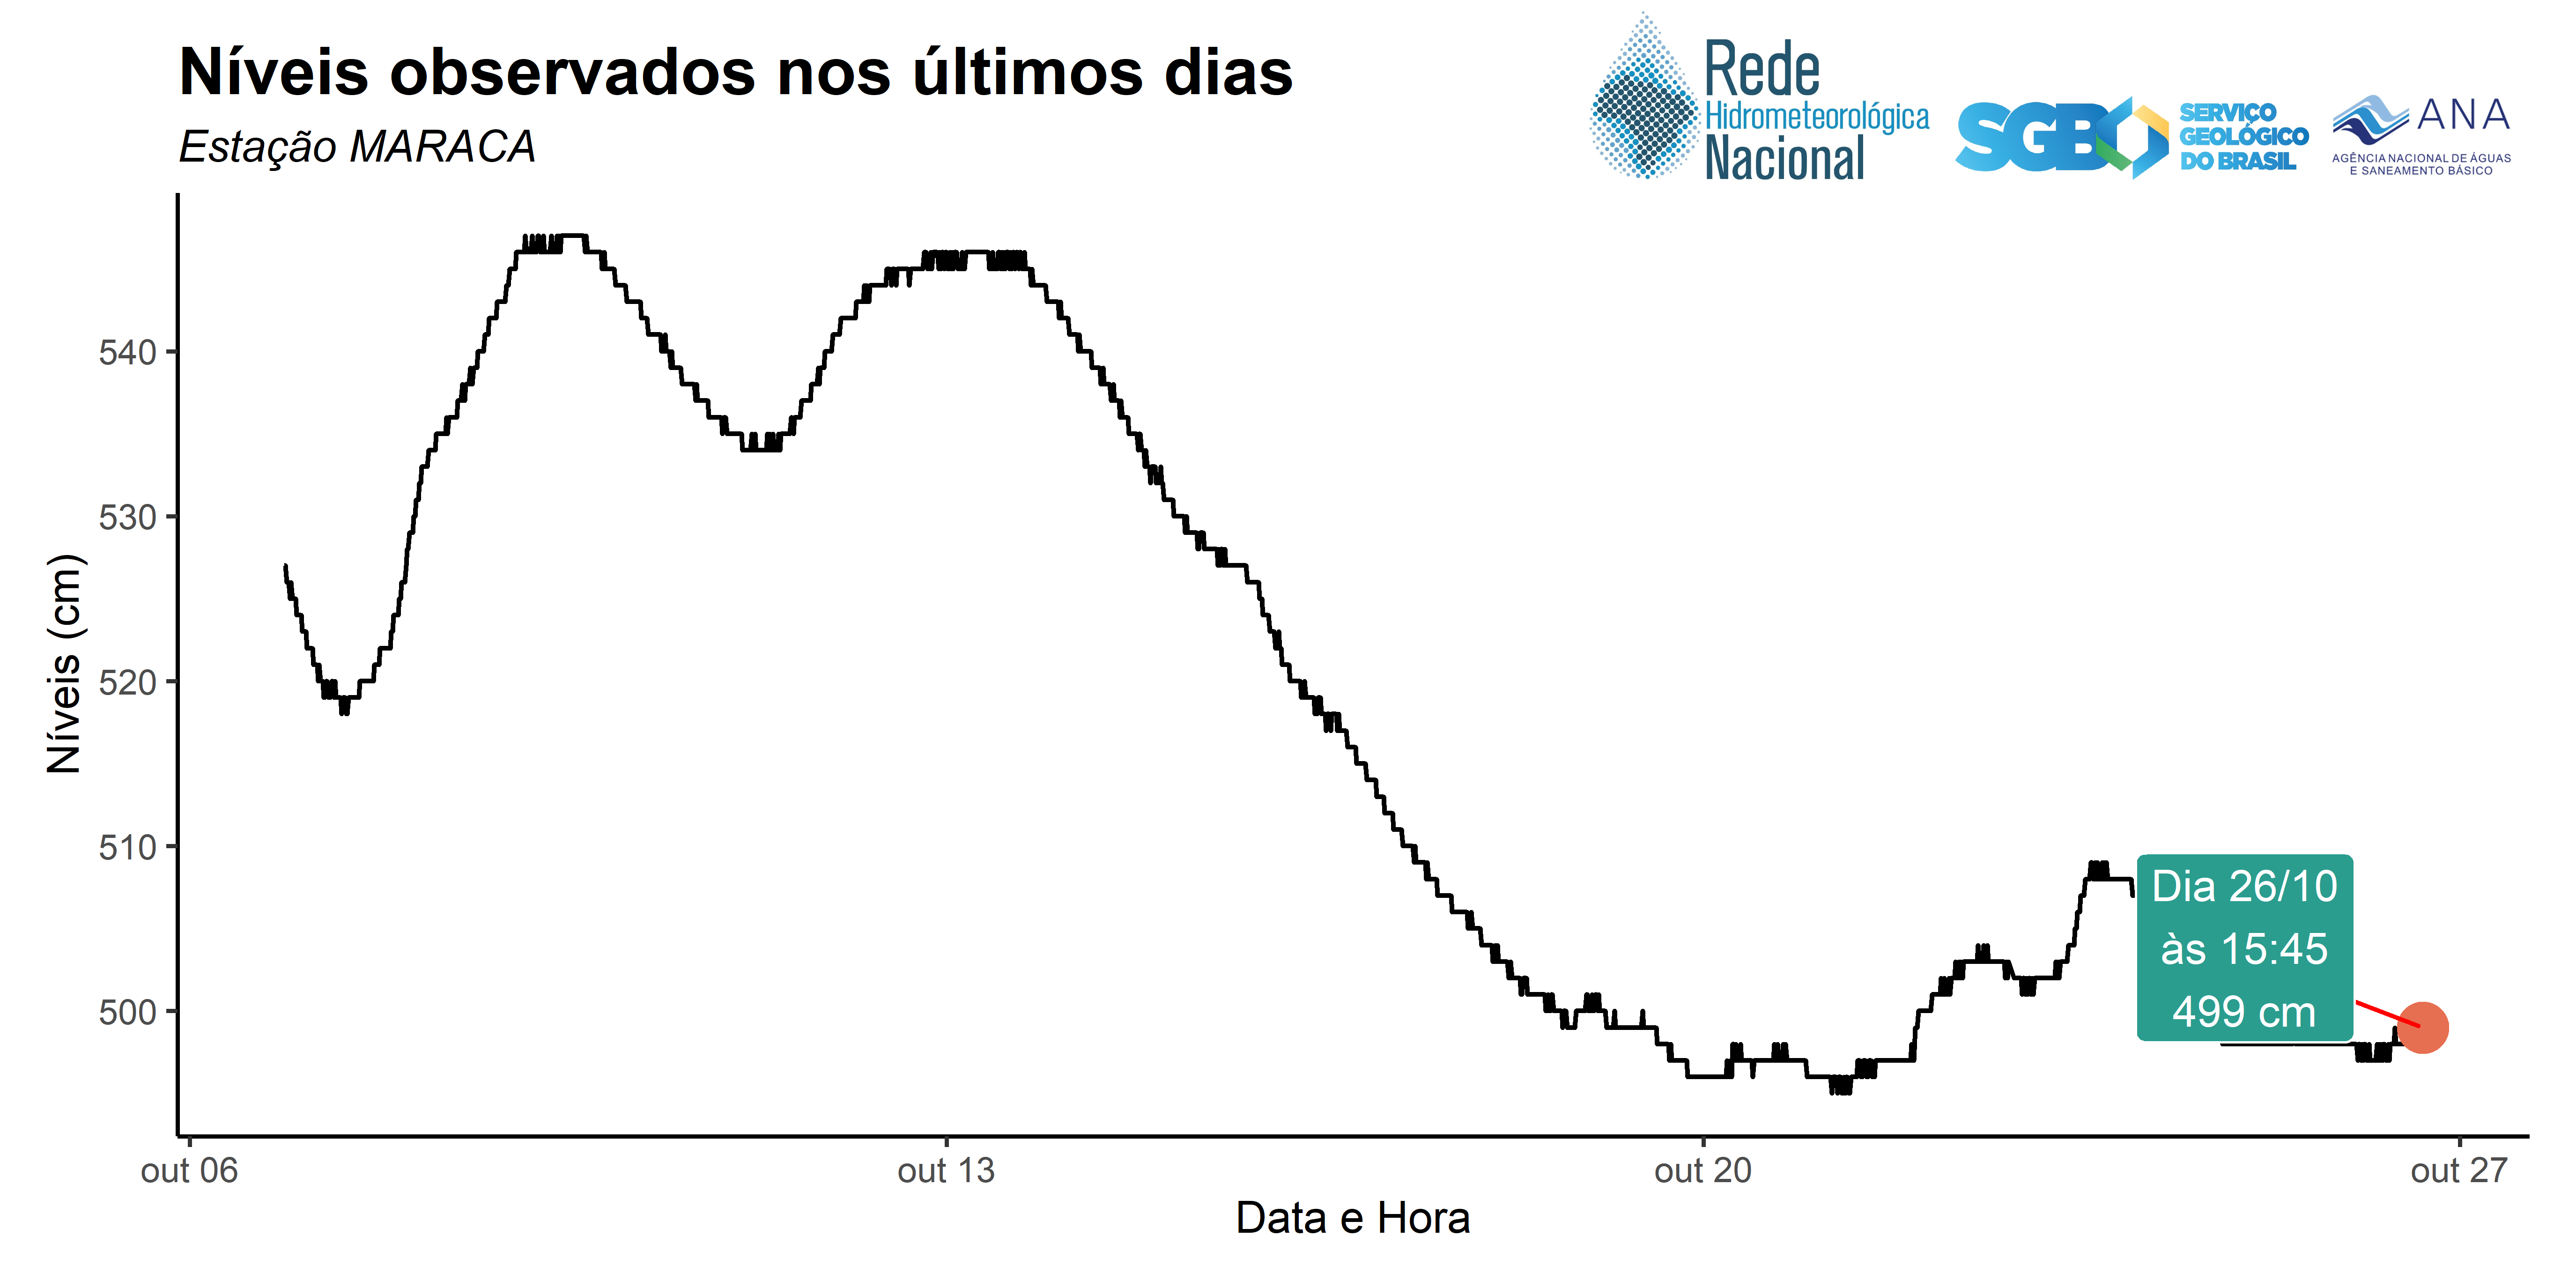 Níveis observados nos últimos dias
Estação MARACA
Rede
Hidrometeorológica
Nacional
SGB
SERVIÇO
GEOLÓGICO
DO BRASIL
ANA
AGÊNCIA NACIONAL DE ÁGUAS
E SANEAMENTO BÁSICO
Níveis (cm)
540
530
520
510
500
Dia 26/10
às 15:45
499 cm
out 06
out 13
out 20
out 27
Data e Hora